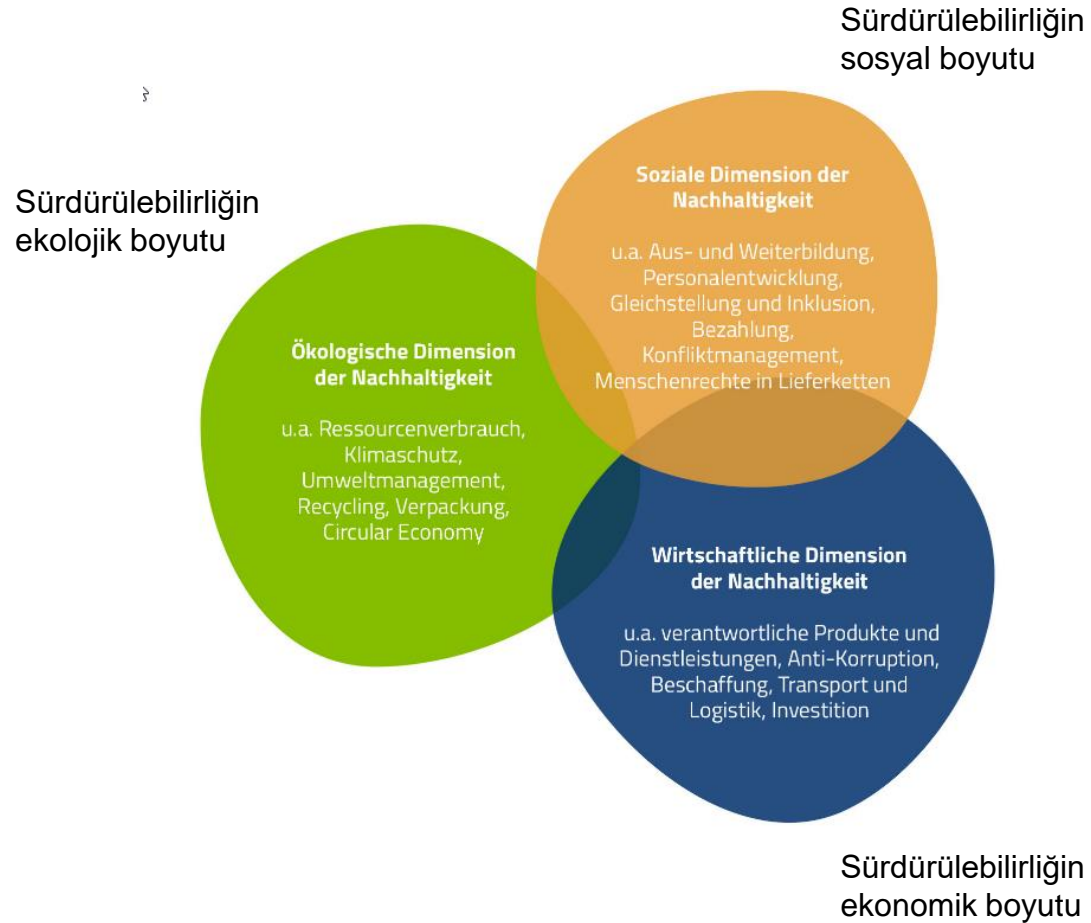 Sürdürülebilirliğin
sosyal boyutu
Sürdürülebilirliğin
ekolojik boyutu
Soziale Dimension der
Nachhaltigkeit
u.a. Aus- und Weiterbildung,
Personalentwicklung,
Gleichstellung und Inklusion,
Bezahlung,
Konfliktmanagement,
Menschenrechte in Lieferketten
Ökologische Dimension
der Nachhaltigkeit
u.a. Ressourcenverbrauch,
Klimaschutz,
Umweltmanagement,
Recycling, Verpackung,
Circular Economy
Wirtschaftliche Dimension
der Nachhaltigkeit
u.a. verantwortliche Produkte und
Dienstleistungen, Anti-Korruption,
Beschaffung, Transport und
Logistik, Investition
Sürdürülebilirliğin
ekonomik boyutu